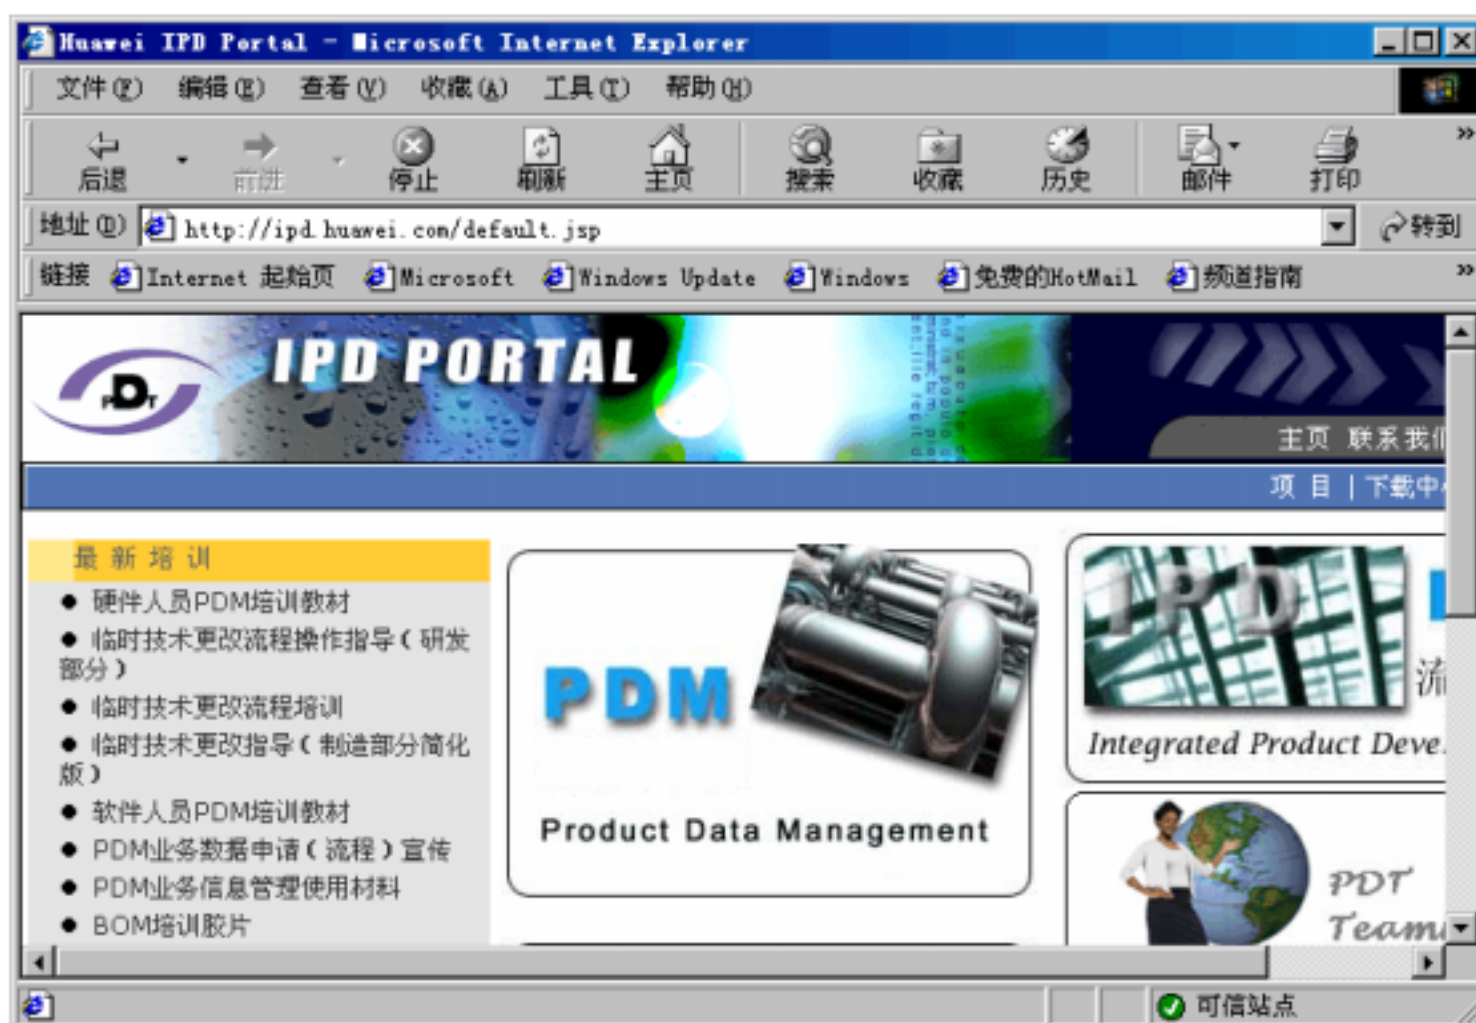 Huawei IPD Portal - Microsoft Internet Explorer
文件(F) 编辑(E) 查看(V) 收藏(A) 工具(T) 帮助(H)
后退 前进 停止 刷新 主页 搜索 收藏 历史 邮件 打印
地址(D) http://ipd.huawei.com/default.jsp 转到
链接 Internet 起始页 Microsoft Windows Update Windows 免费的HotMail 频道指南
IPD PORTAL
PDT
主页 联系我们
项 目 | 下载中
最 新 培 训
● 硬件人员PDM培训教材
● 临时技术更改流程操作指导(研发
部分)
● 临时技术更改流程培训
● 临时技术更改指导(制造部分简化
版)
● 软件人员PDM培训教材
● PDM业务数据申请(流程)宣传
● PDM业务信息管理使用材料
● BOM培训胶片
PDM
Product Data Management
IPD
流
Integrated Product Deve
PDT
Team
可信站点